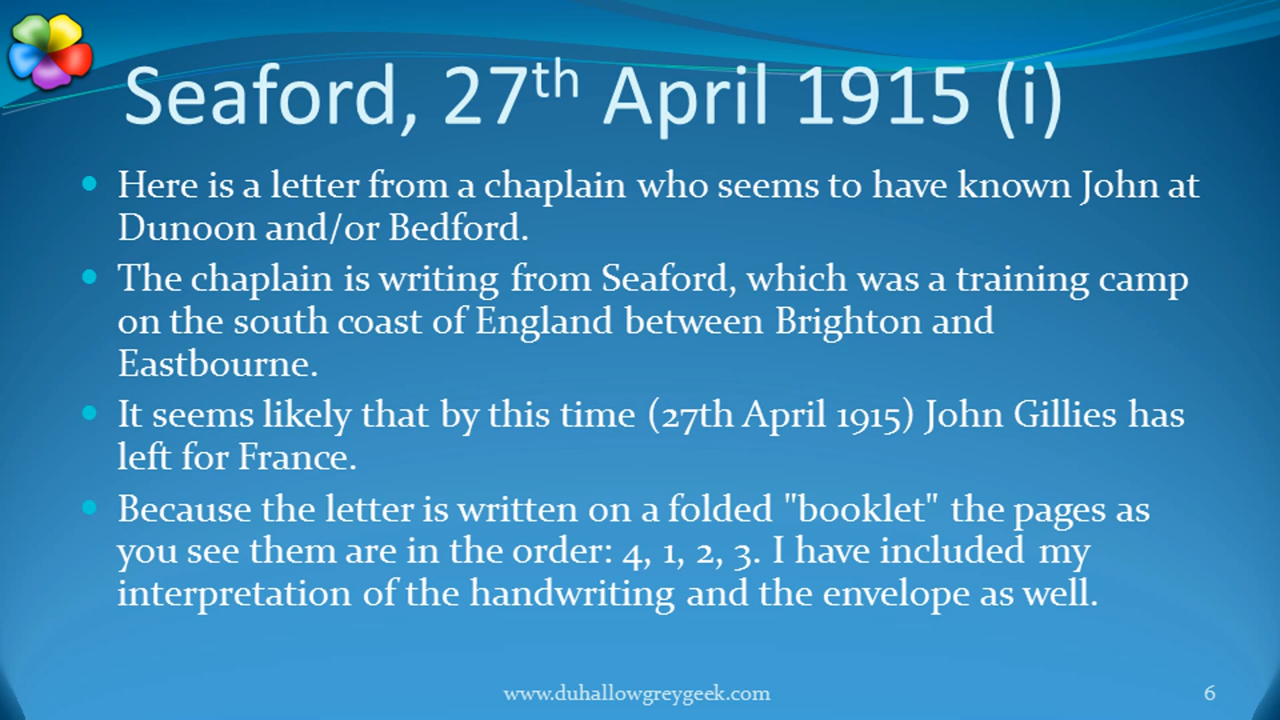 Seaford, 27th April 1915 (i)
Here is a letter from a chaplain who seems to have known John at
Dunoon and/or Bedford.
The chaplain is writing from Seaford, which was a training camp
on the south coast of England between Brighton and
Eastbourne.
It seems likely that by this time (27th April 1915) John Gillies has
left for France.
Because the letter is written on a folded "booklet" the pages as
you see them are in the order: 4, 1, 2, 3. I have included my
interpretation of the handwriting and the envelope as well.
www.duhallowgreygeek.com
6